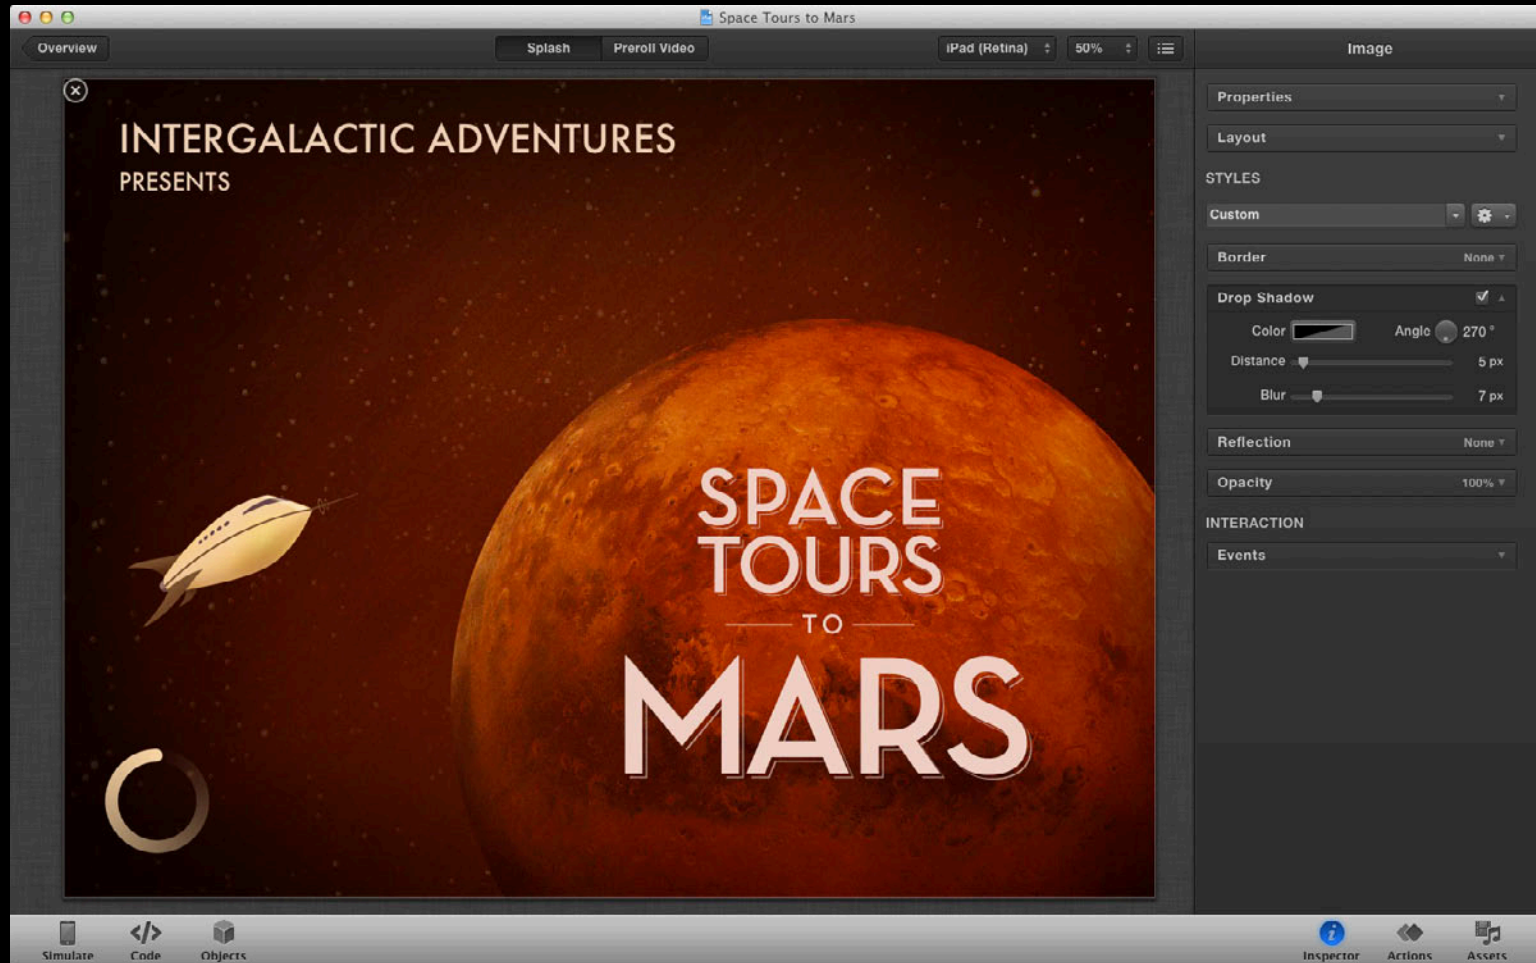 Space Tours to Mars
Overview
Splash
Preroll Video
iPad (Retina)
50%
Image
INTERGALACTIC ADVENTURES
PRESENTS
SPACE
TOURS
TO
MARS
Properties
Layout
STYLES
Custom
Border None
Drop Shadow
Color Angle 270 °
Distance 5 px
Blur 7 px
Reflection None
Opacity 100%
INTERACTION
Events
Simulate
Code
Objects
Inspector
Actions
Assets